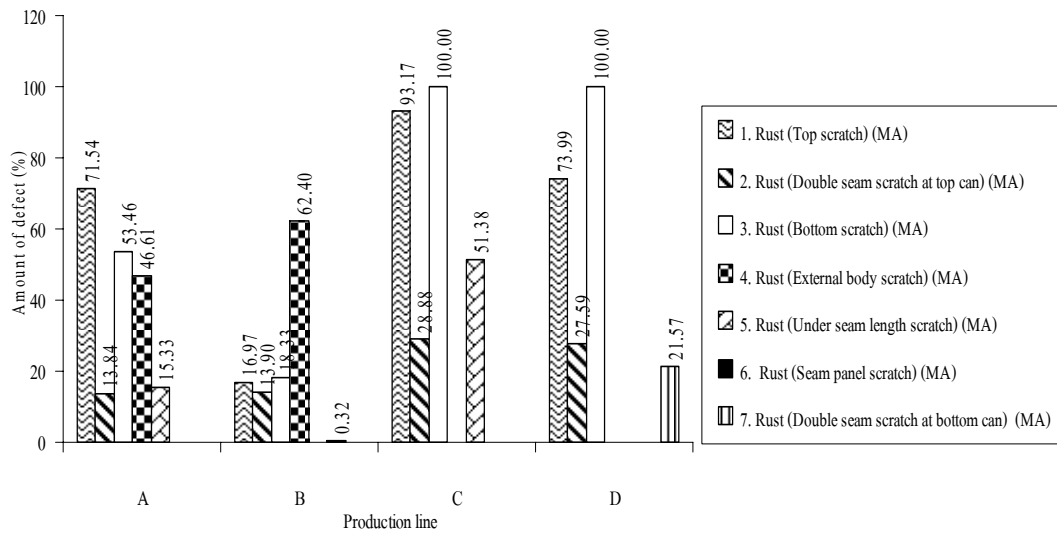 120
100
80
60
40
20
0
Amount of defect (%)
71.54
13.84
53.46
46.61
15.33
16.97
13.90
18.33
62.40
0.32
93.17
28.88
100.00
51.38
73.99
27.59
100.00
21.57
A
B
C
D
Production line
1. Rust (Top scratch) (MA)
2. Rust (Double seam scratch at top can) (MA)
3. Rust (Bottom scratch) (MA)
4. Rust (External body scratch) (MA)
5. Rust (Under seam length scratch) (MA)
6. Rust (Seam panel scratch) (MA)
7. Rust (Double seam scratch at bottom can) (MA)